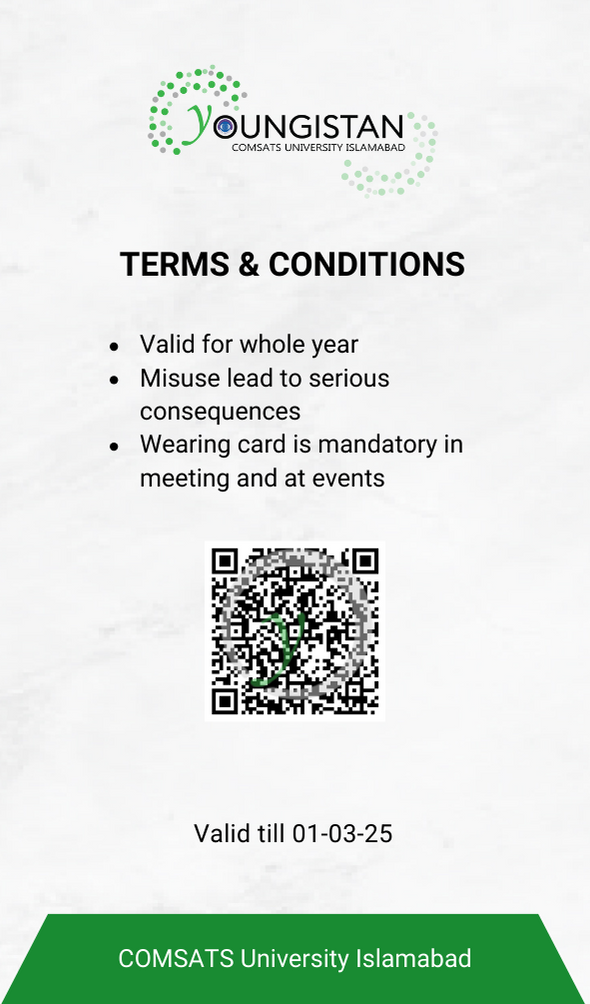 yOUNGISTAN
COMSATS UNIVERSITY ISLAMABAD
TERMS & CONDITIONS
• Valid for whole year
• Misuse lead to serious
consequences
• Wearing card is mandatory in
meeting and at events
y
Valid till 01-03-25
COMSATS University Islamabad